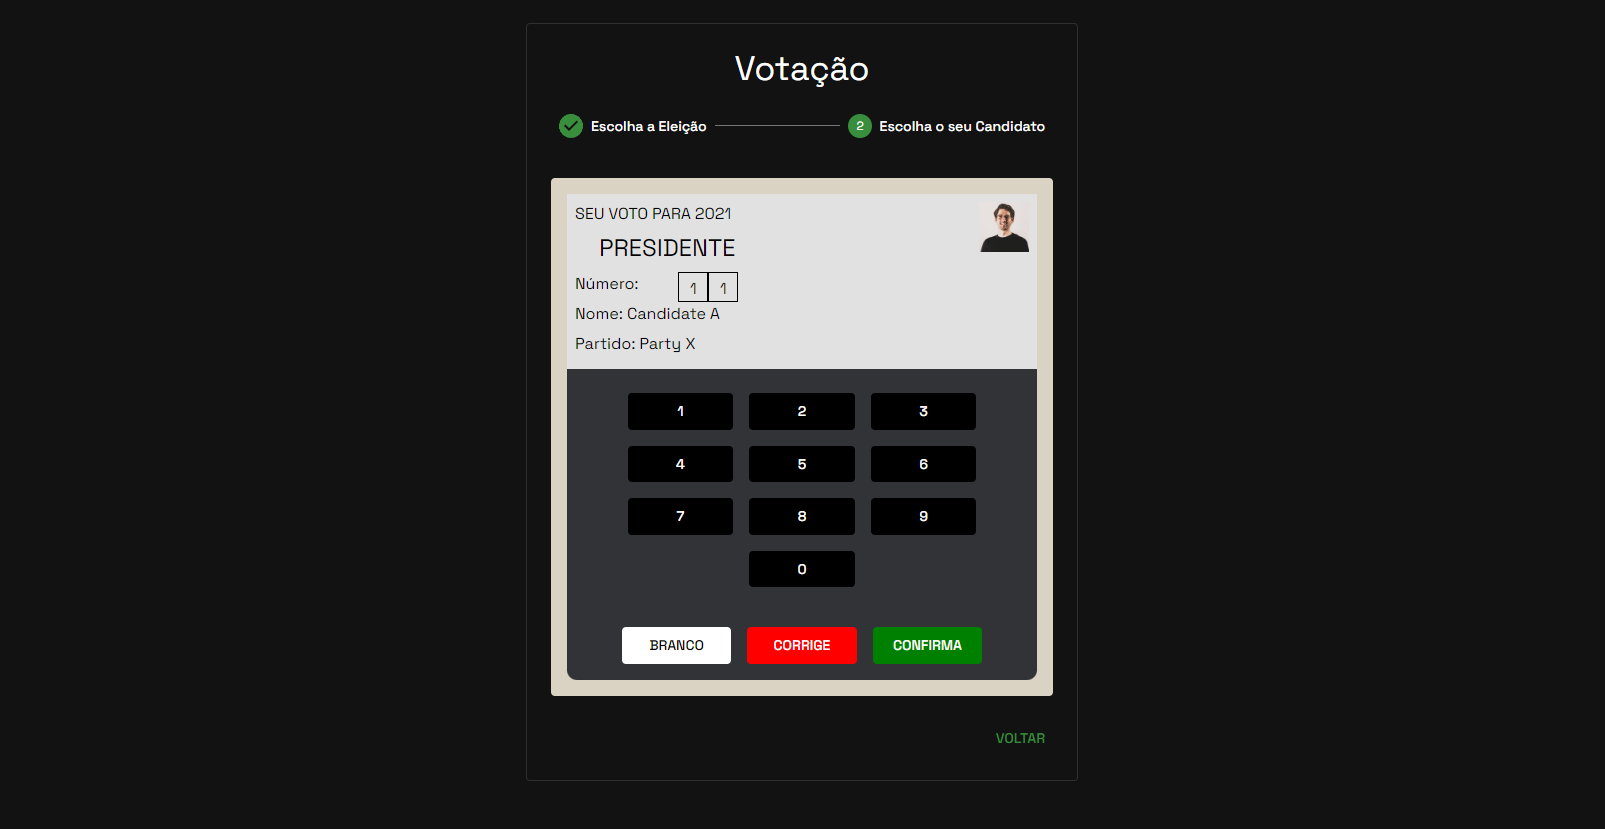 Votação
Escolha a Eleição
2 Escolha o seu Candidato
SEU VOTO PARA 2021
PRESIDENTE
Número: 1 1
Nome: Candidate A
Partido: Party X
1 2 3
4 5 6
7 8 9
0
BRANCO CORRIGE CONFIRMA
VOLTAR